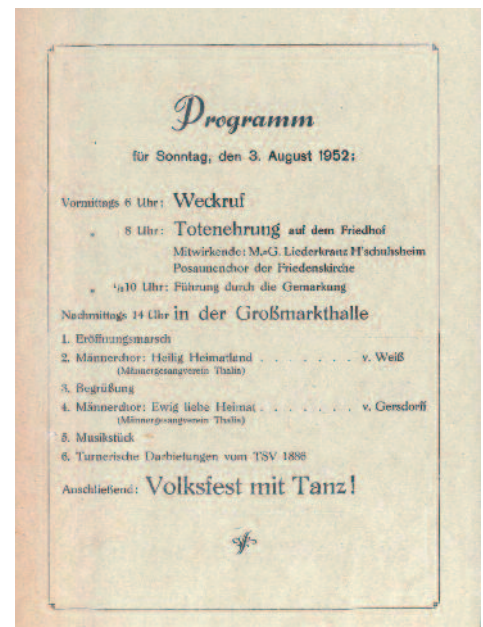 Programm
für Sonntag, den 3. August 1952:
Vormittags 6 Uhr: Weckruf
„ 8 Uhr: Totenehrung auf dem Friedhof
Mitwirkende: M.=G. Liederkranz H'schuhsheim
Posaunenchor der Friedenskirche
„ ½10 Uhr: Führung durch die Gemarkung
Nachmittags 14 Uhr in der Großmarkthalle
1. Eröffnungsmarsch
2. Männerchor: Heilig Heimatland . . . . . . . v. Weiß
(Männergesangverein Thalia)
3. Begrüßung
4. Männerchor: Ewig liebe Heimat . . . . . . . v. Gersdorff
(Männergesangverein Thalia)
5. Musikstück
6. Turnerische Darbietungen vom TSV 1886
Anschließend: Volksfest mit Tanz!